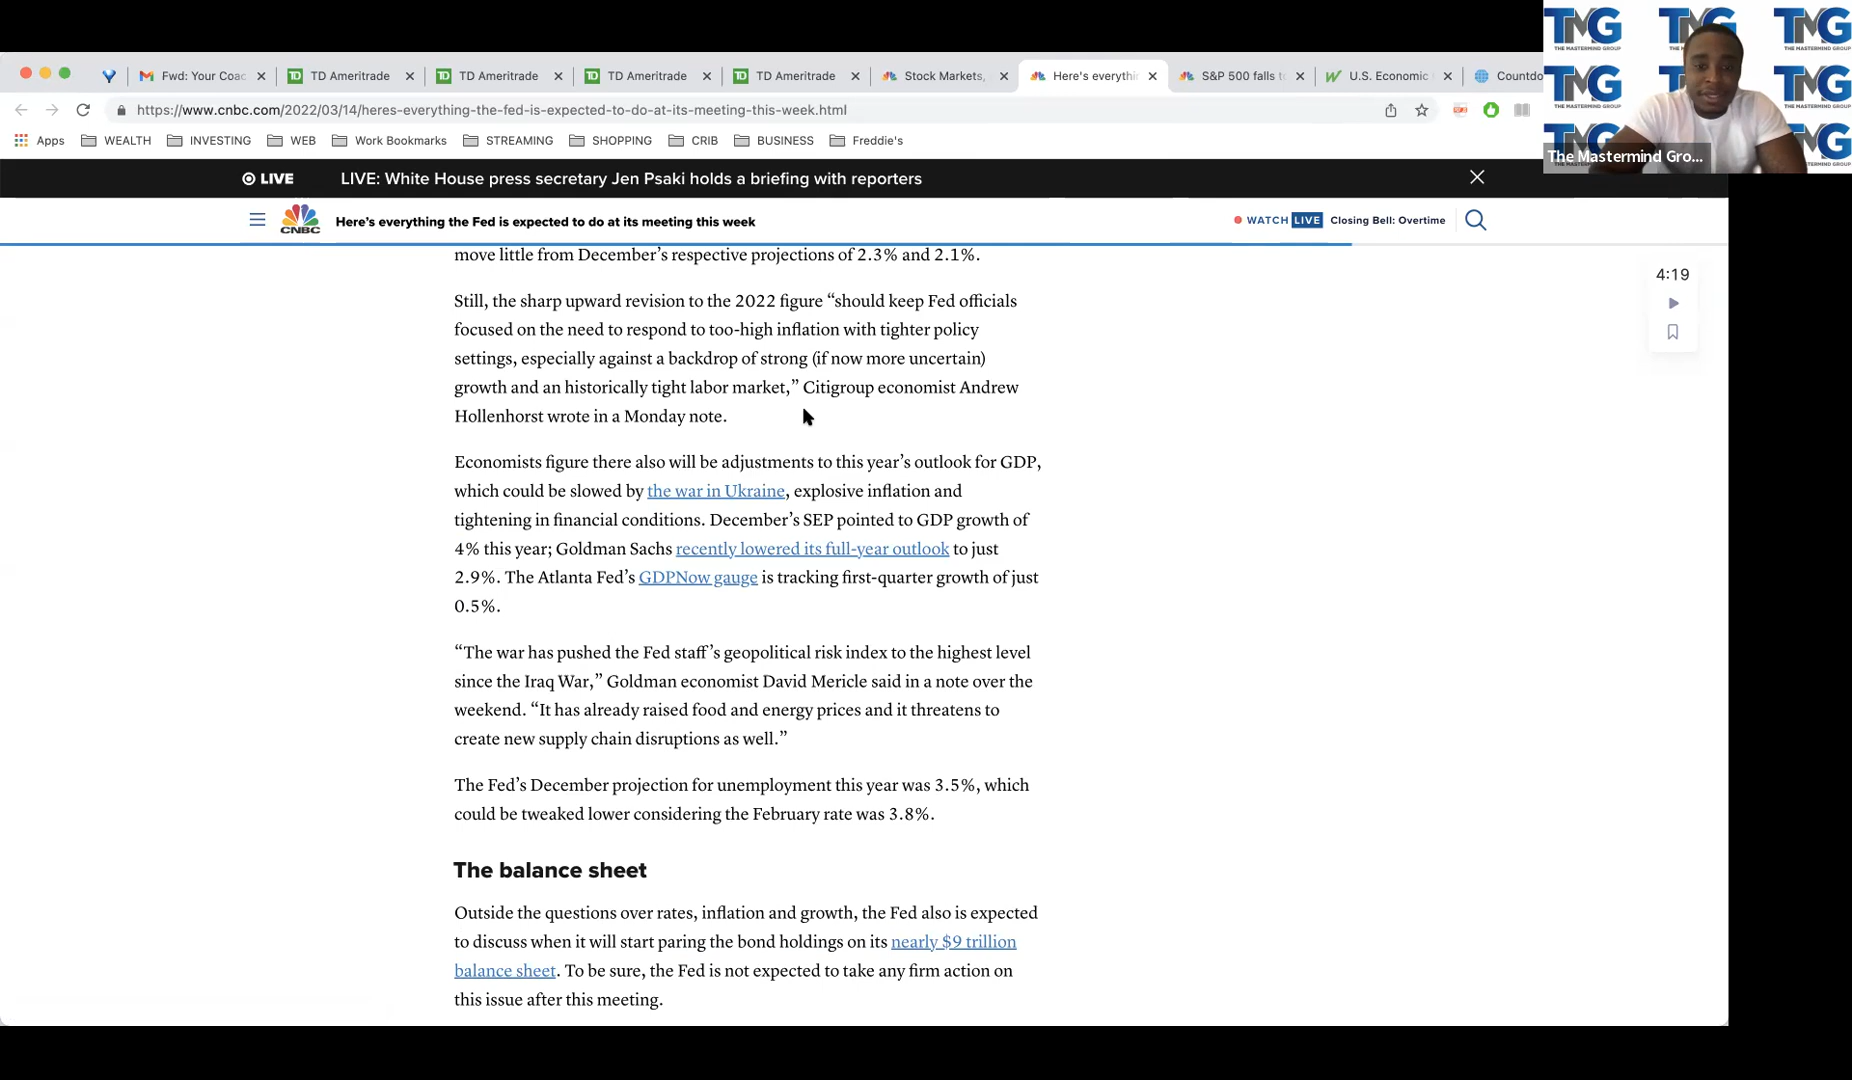 Fwd: Your Coac
TD Ameritrade
TD Ameritrade
TD Ameritrade
TD Ameritrade
Stock Markets,
Here's everythi
S&P 500 falls to
U.S. Economic
Countdo
https://www.cnbc.com/2022/03/14/heres-everything-the-fed-is-expected-to-do-at-its-meeting-this-week.html
Apps
WEALTH
INVESTING
WEB
Work Bookmarks
STREAMING
SHOPPING
CRIB
BUSINESS
Freddie's
TMG
THE MASTERMIND GROUP
The Mastermind Gro...
LIVE
LIVE: White House press secretary Jen Psaki holds a briefing with reporters
CNBC
Here's everything the Fed is expected to do at its meeting this week
WATCH LIVE Closing Bell: Overtime
4:19
move little from December’s respective projections of 2.3% and 2.1%.
Still, the sharp upward revision to the 2022 figure “should keep Fed officials
focused on the need to respond to too-high inflation with tighter policy
settings, especially against a backdrop of strong (if now more uncertain)
growth and an historically tight labor market,” Citigroup economist Andrew
Hollenhorst wrote in a Monday note.
Economists figure there also will be adjustments to this year’s outlook for GDP,
which could be slowed by the war in Ukraine, explosive inflation and
tightening in financial conditions. December’s SEP pointed to GDP growth of
4% this year; Goldman Sachs recently lowered its full-year outlook to just
2.9%. The Atlanta Fed’s GDPNow gauge is tracking first-quarter growth of just
0.5%.
“The war has pushed the Fed staff’s geopolitical risk index to the highest level
since the Iraq War,” Goldman economist David Mericle said in a note over the
weekend. “It has already raised food and energy prices and it threatens to
create new supply chain disruptions as well.”
The Fed’s December projection for unemployment this year was 3.5%, which
could be tweaked lower considering the February rate was 3.8%.
The balance sheet
Outside the questions over rates, inflation and growth, the Fed also is expected
to discuss when it will start paring the bond holdings on its nearly $9 trillion
balance sheet. To be sure, the Fed is not expected to take any firm action on
this issue after this meeting.